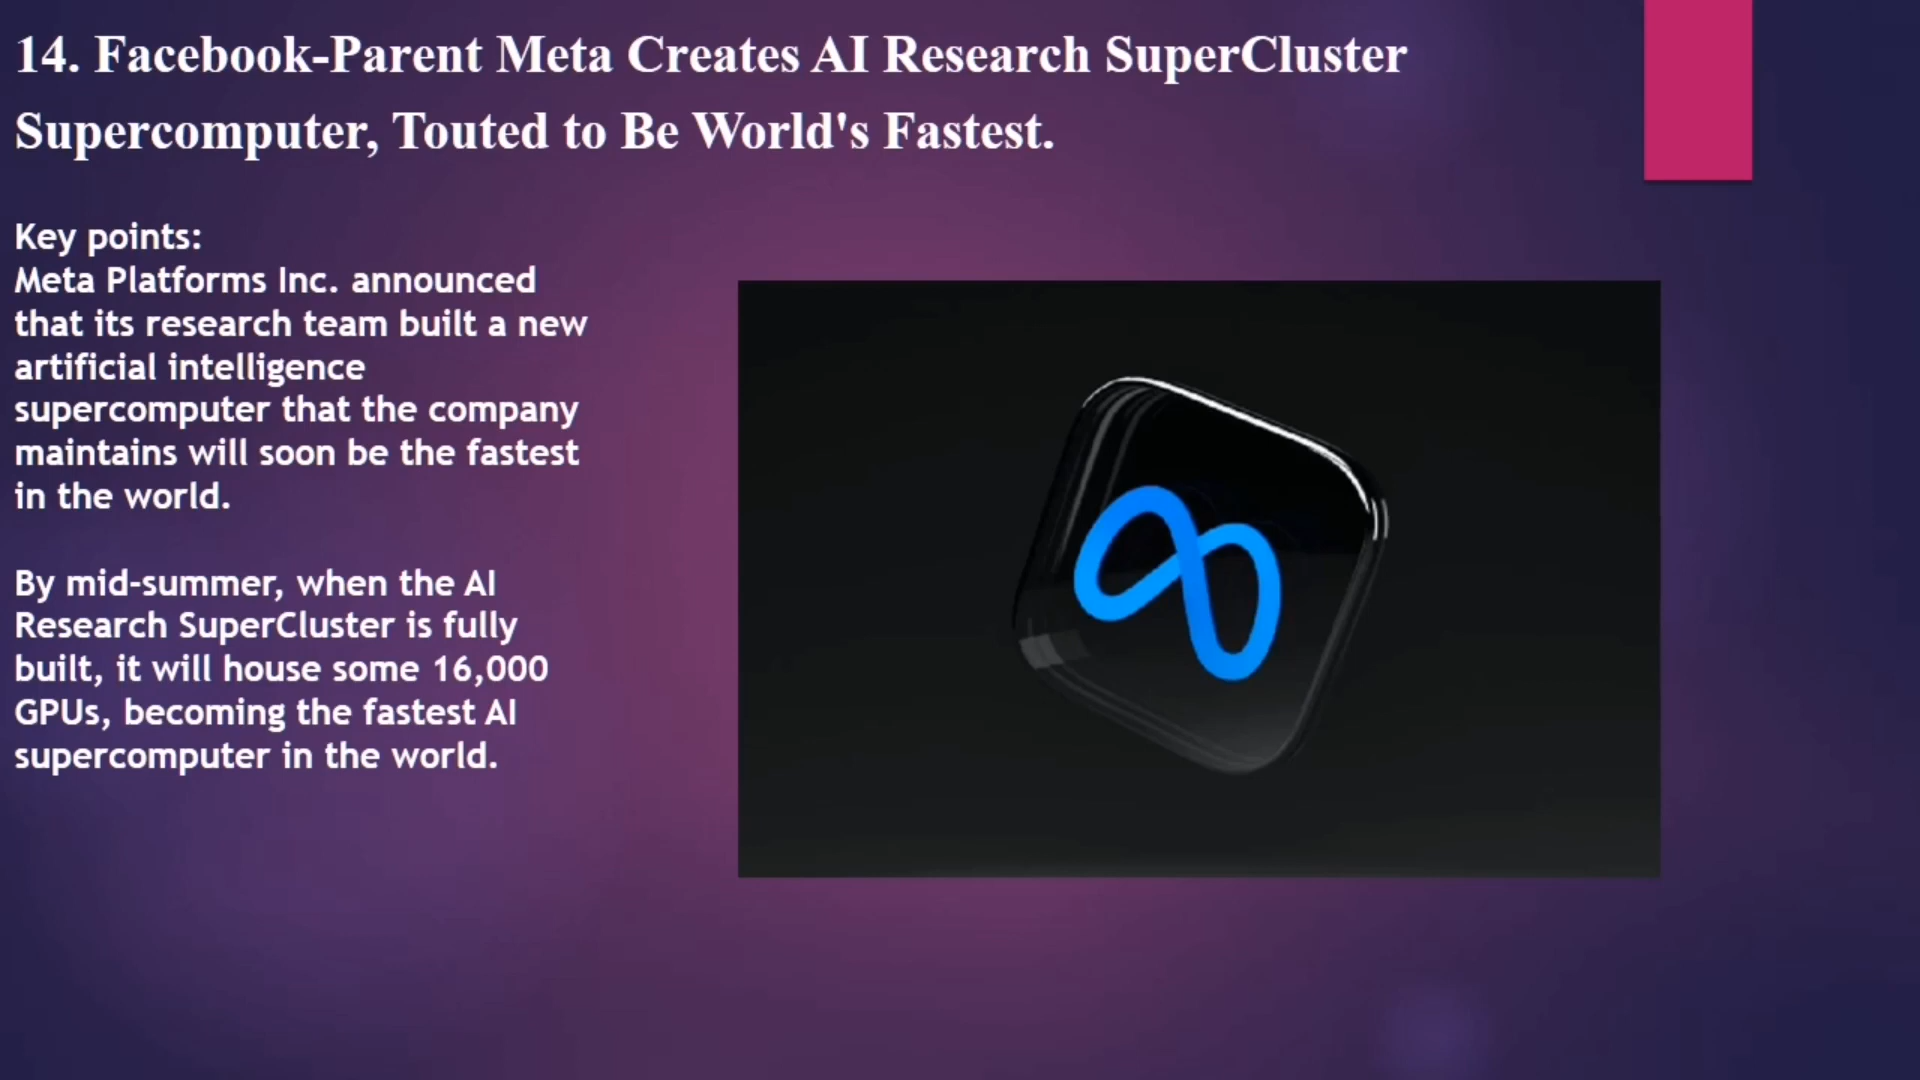 14. Facebook-Parent Meta Creates AI Research SuperCluster
Supercomputer, Touted to Be World's Fastest.
Key points:
Meta Platforms Inc. announced
that its research team built a new
artificial intelligence
supercomputer that the company
maintains will soon be the fastest
in the world.
By mid-summer, when the AI
Research SuperCluster is fully
built, it will house some 16,000
GPUs, becoming the fastest AI
supercomputer in the world.